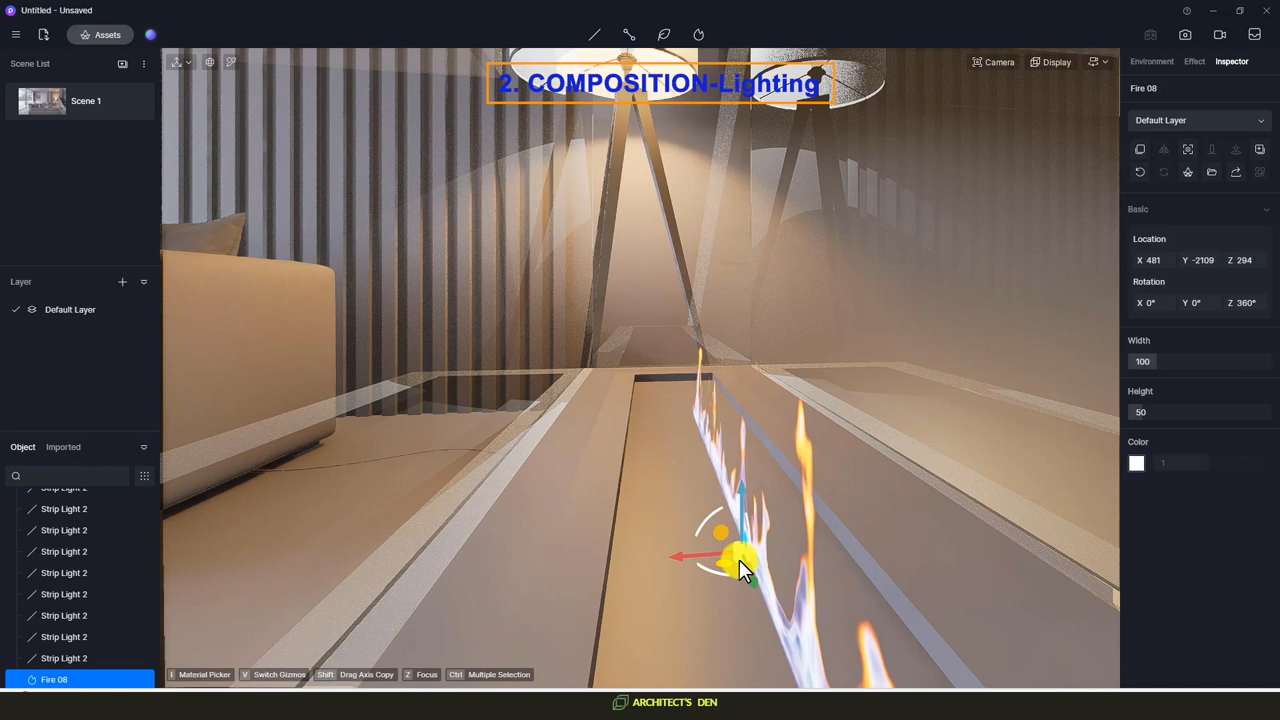 Untitled - Unsaved
Assets
Scene List
Scene 1
Layer
Default Layer
Object
Imported
Strip Light 2
Strip Light 2
Strip Light 2
Strip Light 2
Strip Light 2
Strip Light 2
Strip Light 2
Strip Light 2
Strip Light 2
Fire 08
2. COMPOSITION-Lighting
Camera
Display
I Material Picker
V Switch Gizmos
Shift Drag Axis Copy
Z Focus
Ctrl Multiple Selection
Environment
Effect
Inspector
Fire 08
Default Layer
Basic
Location
X 481 Y -2109 Z 294
Rotation
X 0° Y 0° Z 360°
Width
100
Height
50
Color
1
ARCHITECT'S DEN